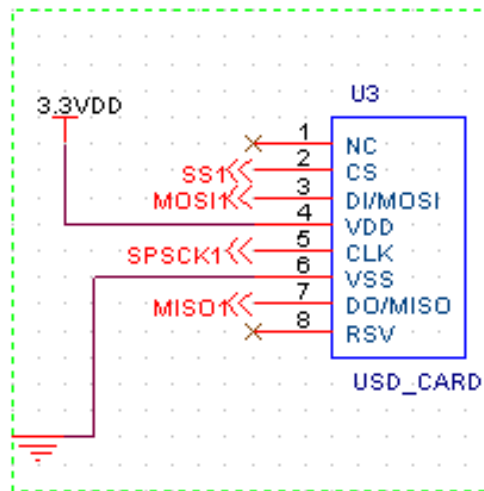 U3
3.3VDD
1 NC
SS1 2 CS
MOSI1 3 DI/MOSI
4 VDD
SPSCK1 5 CLK
6 VSS
MISO1 7 DO/MISO
8 RSV
USD_CARD